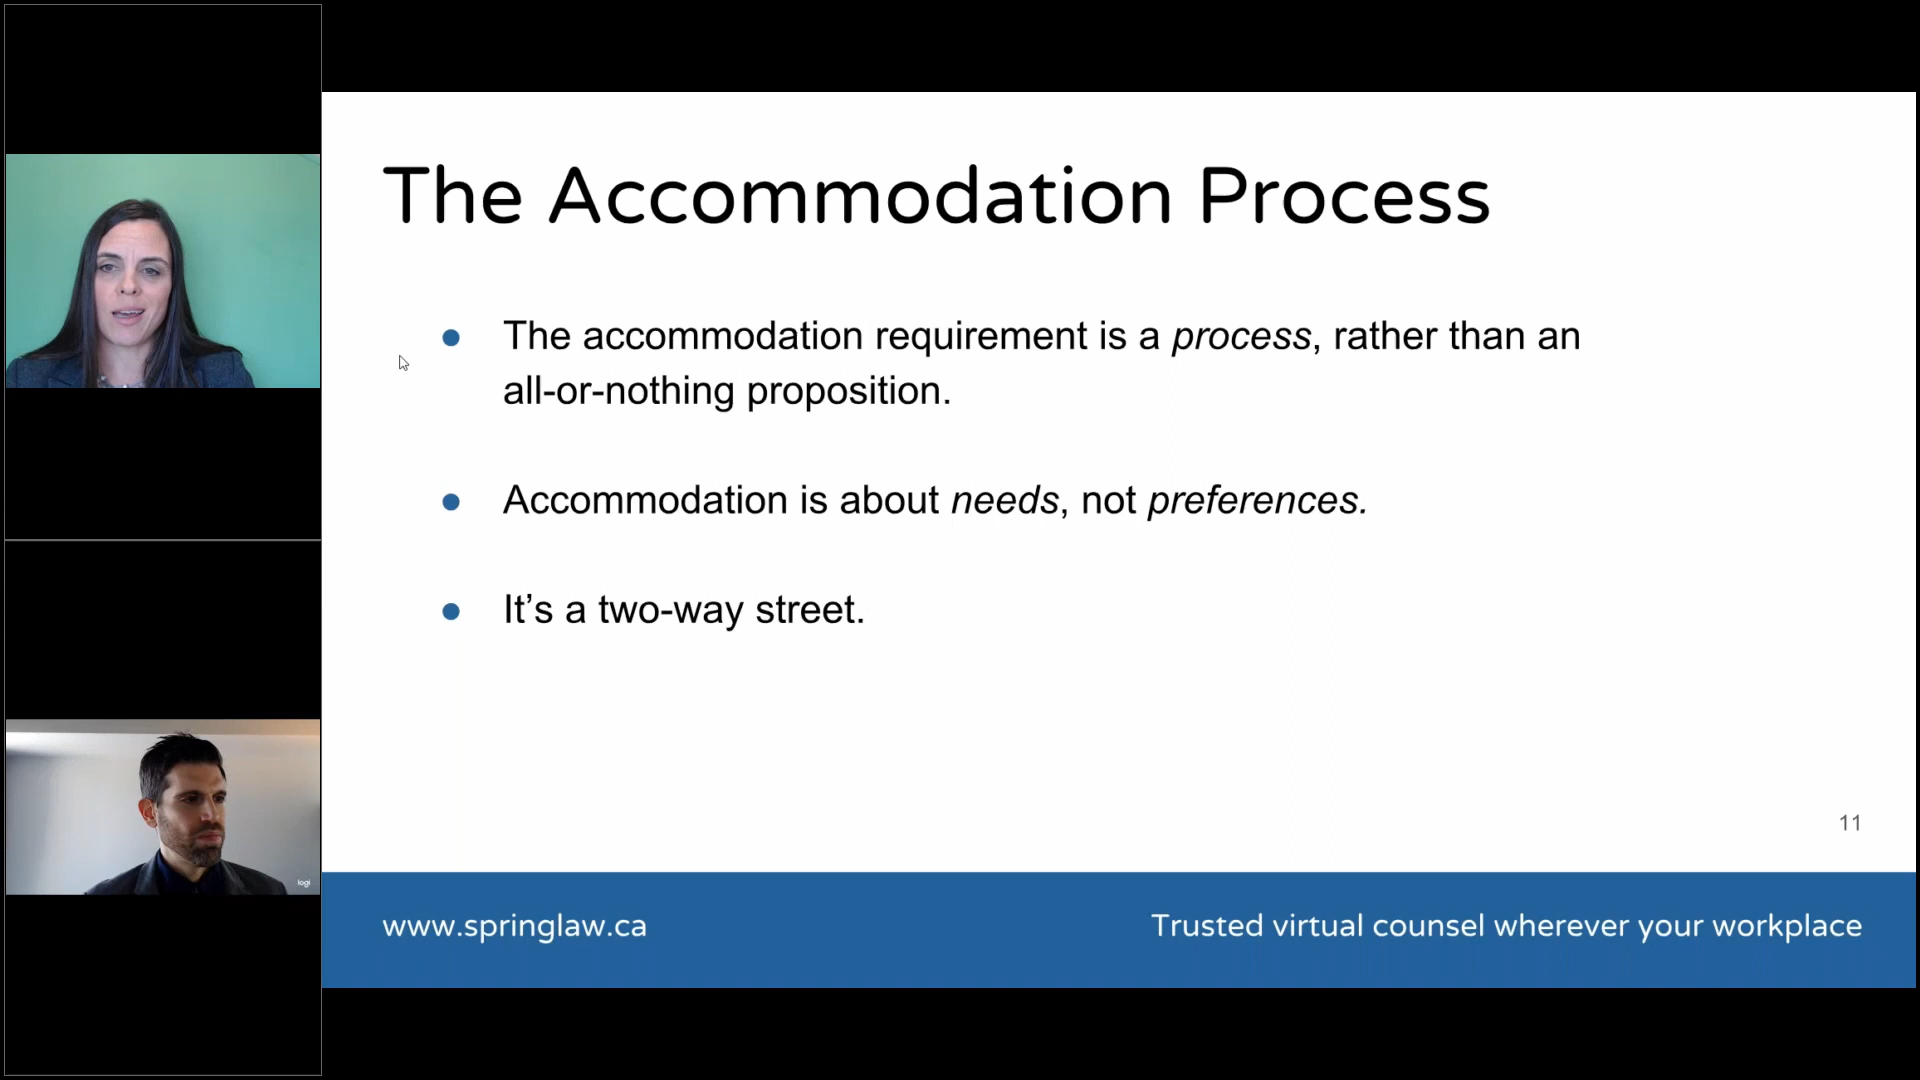 The Accommodation Process
● The accommodation requirement is a process, rather than an
all-or-nothing proposition.
● Accommodation is about needs, not preferences.
● It’s a two-way street.
11
www.springlaw.ca
Trusted virtual counsel wherever your workplace
logi